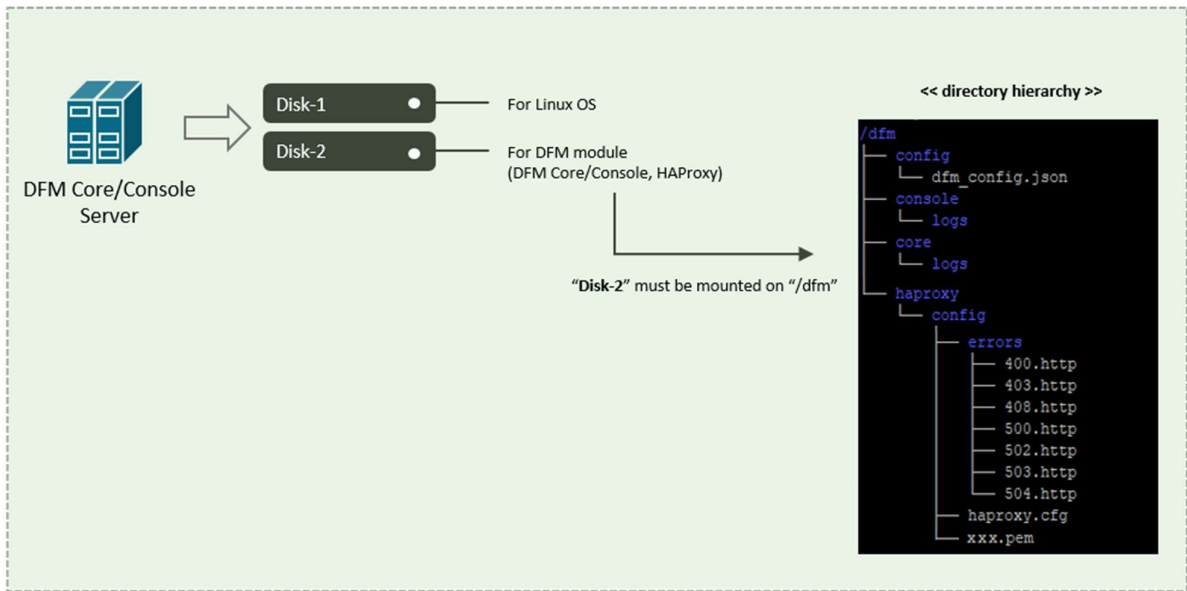 DFM Core/Console
Server
Disk-1
Disk-2
For Linux OS
For DFM module
(DFM Core/Console, HAProxy)
"Disk-2" must be mounted on "/dfm"
<< directory hierarchy >>
/dfm
config
dfm_config.json
console
logs
core
logs
haproxy
config
errors
400.http
403.http
408.http
500.http
502.http
503.http
504.http
haproxy.cfg
xxx.pem